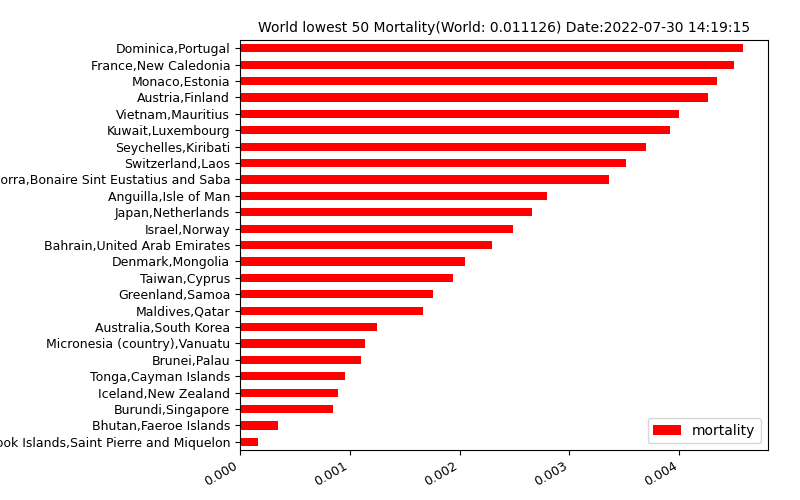 World lowest 50 Mortality(World: 0.011126) Date:2022-07-30 14:19:15
Dominica,Portugal
France,New Caledonia
Monaco,Estonia
Austria,Finland
Vietnam,Mauritius
Kuwait,Luxembourg
Seychelles,Kiribati
Switzerland,Laos
orra,Bonaire Sint Eustatius and Saba
Anguilla,Isle of Man
Japan,Netherlands
Israel,Norway
Bahrain,United Arab Emirates
Denmark,Mongolia
Taiwan,Cyprus
Greenland,Samoa
Maldives,Qatar
Australia,South Korea
Micronesia (country),Vanuatu
Brunei,Palau
Tonga,Cayman Islands
Iceland,New Zealand
Burundi,Singapore
Bhutan,Faeroe Islands
ook Islands,Saint Pierre and Miquelon
mortality
0.000
0.001
0.002
0.003
0.004